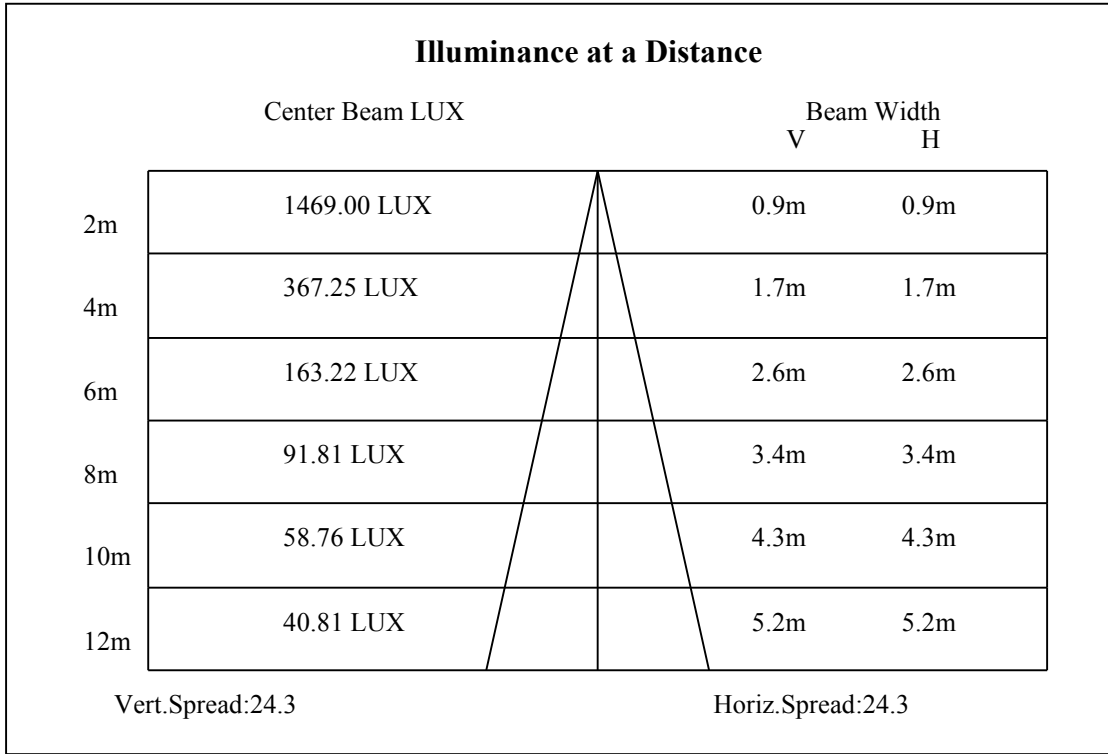 Illuminance at a Distance
Center Beam LUX Beam Width
V H
2m 1469.00 LUX 0.9m 0.9m
4m 367.25 LUX 1.7m 1.7m
6m 163.22 LUX 2.6m 2.6m
8m 91.81 LUX 3.4m 3.4m
10m 58.76 LUX 4.3m 4.3m
12m 40.81 LUX 5.2m 5.2m
Vert.Spread:24.3 Horiz.Spread:24.3